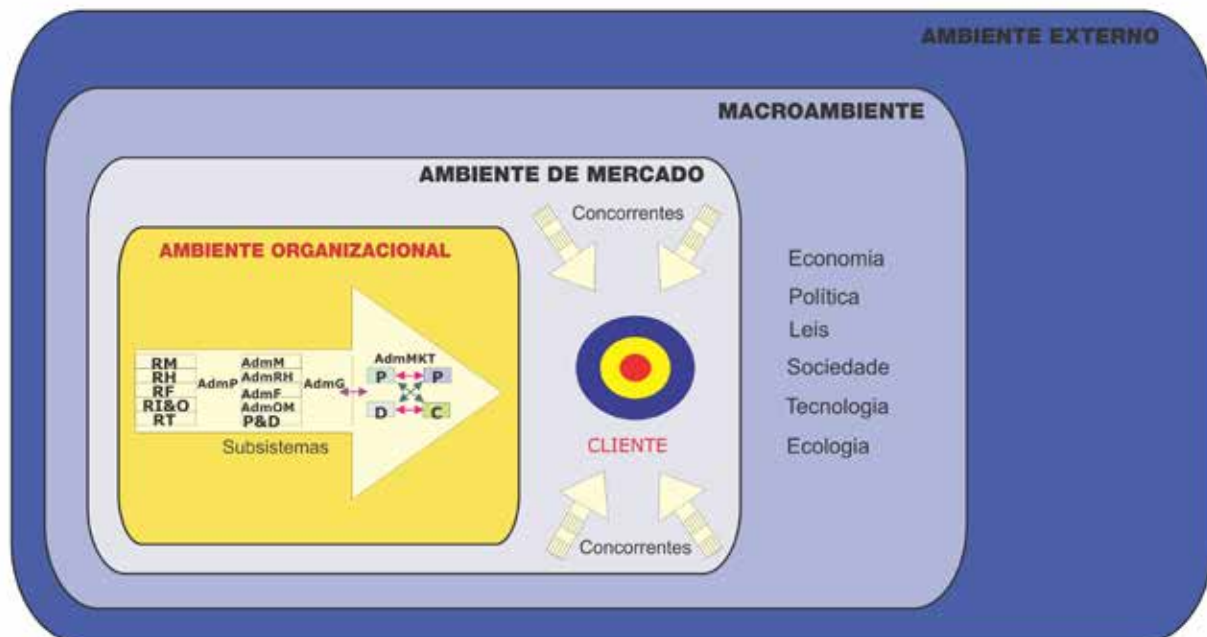 AMBIENTE EXTERNO
MACROAMBIENTE
AMBIENTE DE MERCADO
Concorrentes
AMBIENTE ORGANIZACIONAL
Economia
Política
Leis
Sociedade
Tecnologia
Ecologia
RM
RH
RF
RI&O
RT
AdmP
AdmM
AdmRH
AdmF
AdmOM
P&D
AdmG
AdmMKT
P P
D C
Subsistemas
CLIENTE
Concorrentes